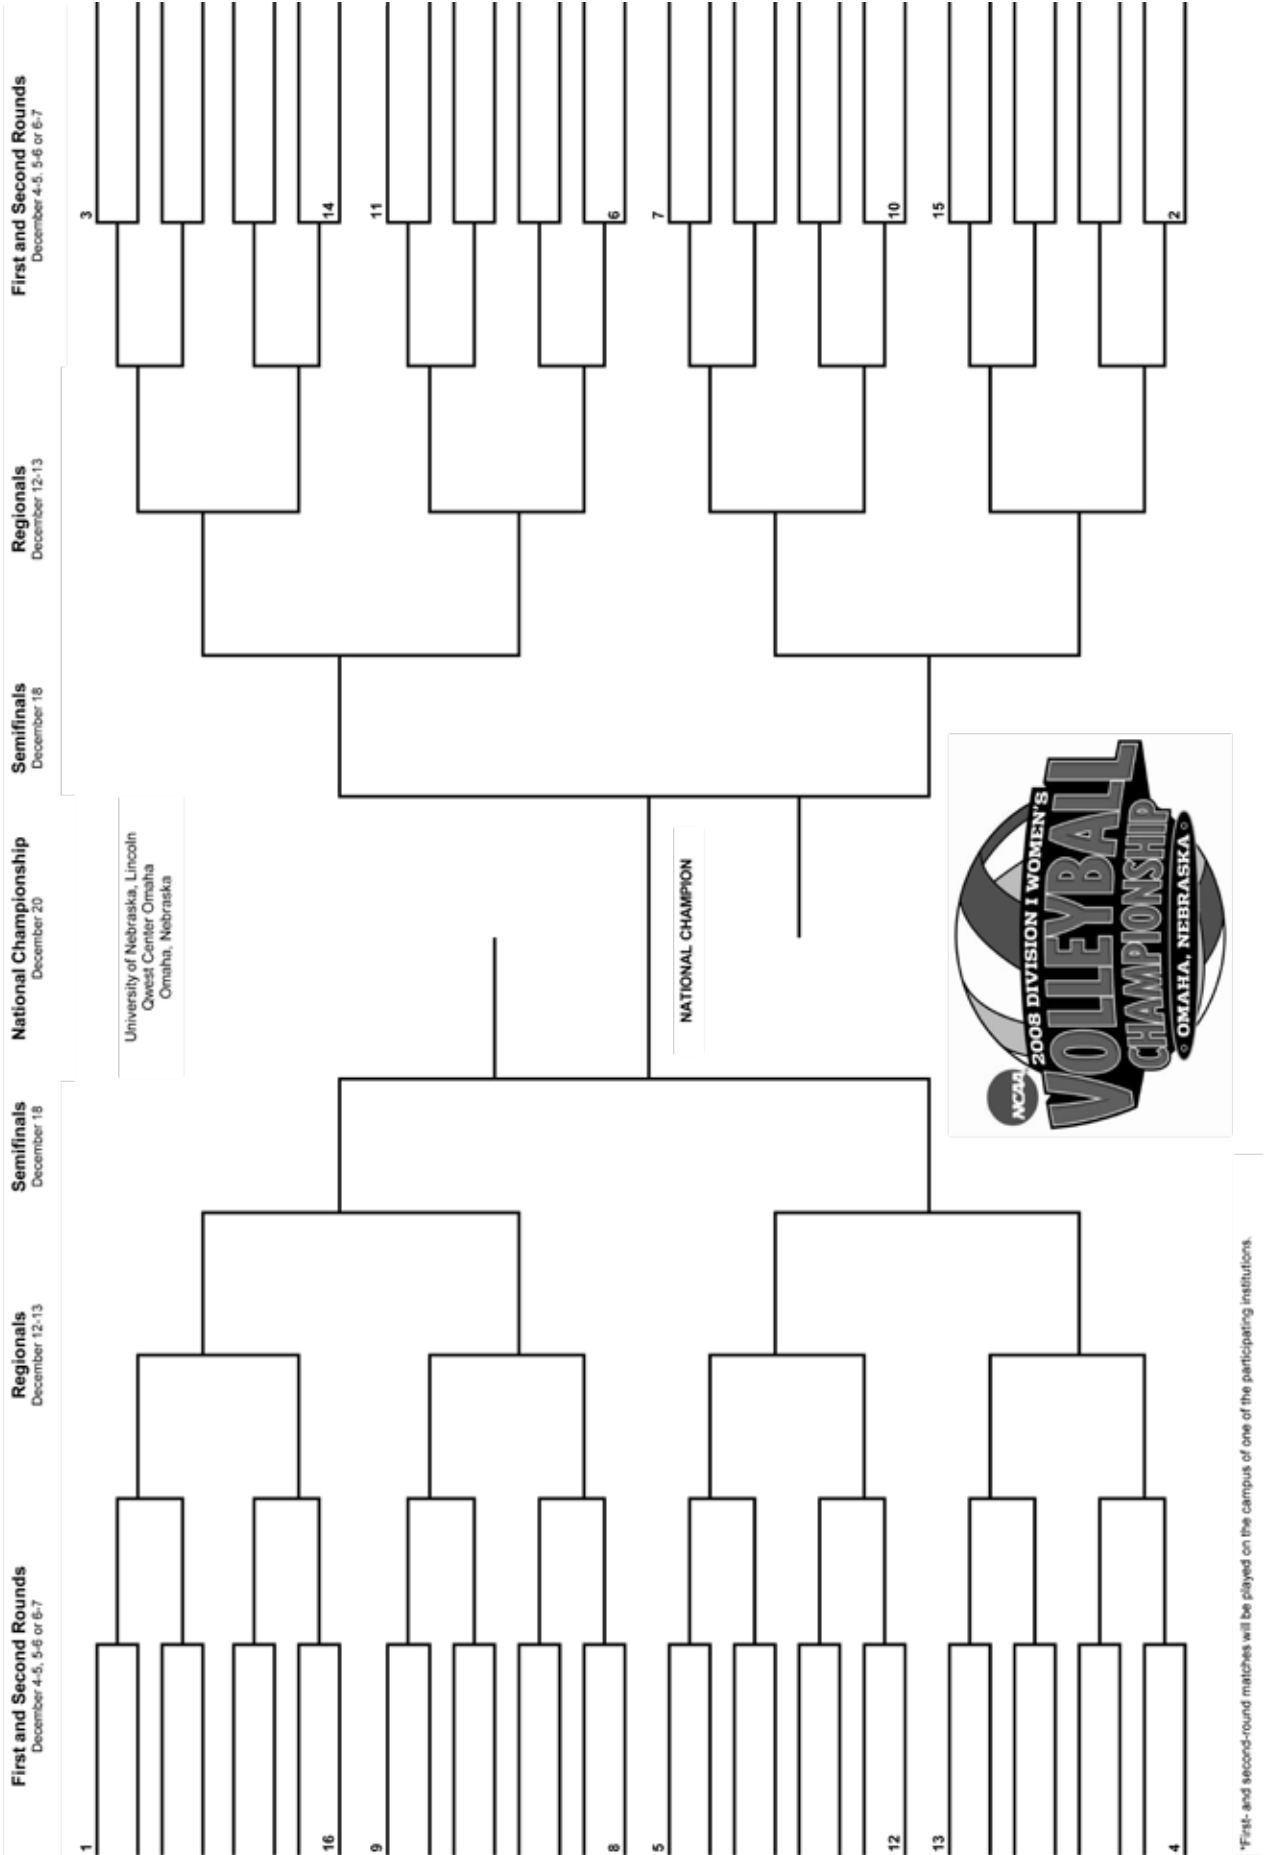 First and Second Rounds
December 4-5, 5-6 or 6-7
Regionals
December 12-13
Semifinals
December 18
National Championship
December 20
Semifinals
December 18
Regionals
December 12-13
First and Second Rounds
December 4-5, 5-6 or 6-7
University of Nebraska, Lincoln
Qwest Center Omaha
Omaha, Nebraska
1
16
9
8
5
12
13
4
3
14
11
6
7
10
15
2
NATIONAL CHAMPION
NCAA
2008 DIVISION I WOMEN'S
VOLLEYBALL
CHAMPIONSHIP
OMAHA, NEBRASKA
*First- and second-round matches will be played on the campus of one of the participating institutions.